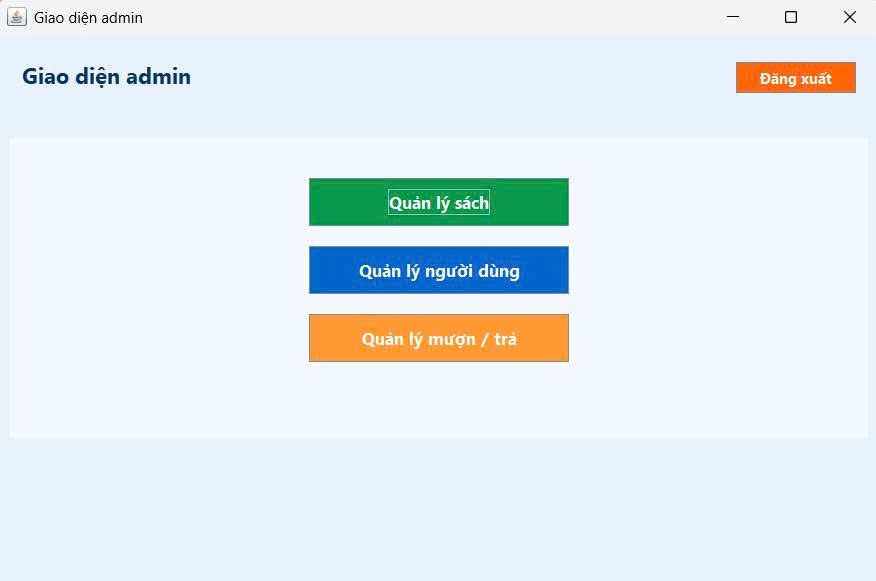 Giao diện admin
Giao diện admin
Đăng xuất
Quản lý sách
Quản lý người dùng
Quản lý mượn / trả